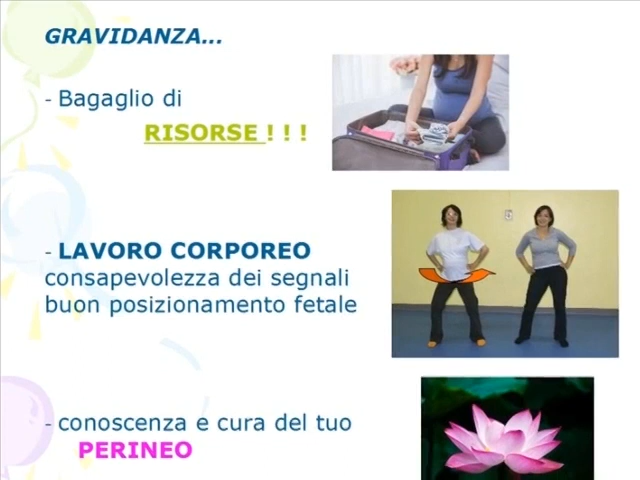 GRAVIDANZA...
- Bagaglio di
RISORSE ! ! !
- LAVORO CORPOREO
consapevolezza dei segnali
buon posizionamento fetale
- conoscenza e cura del tuo
PERINEO